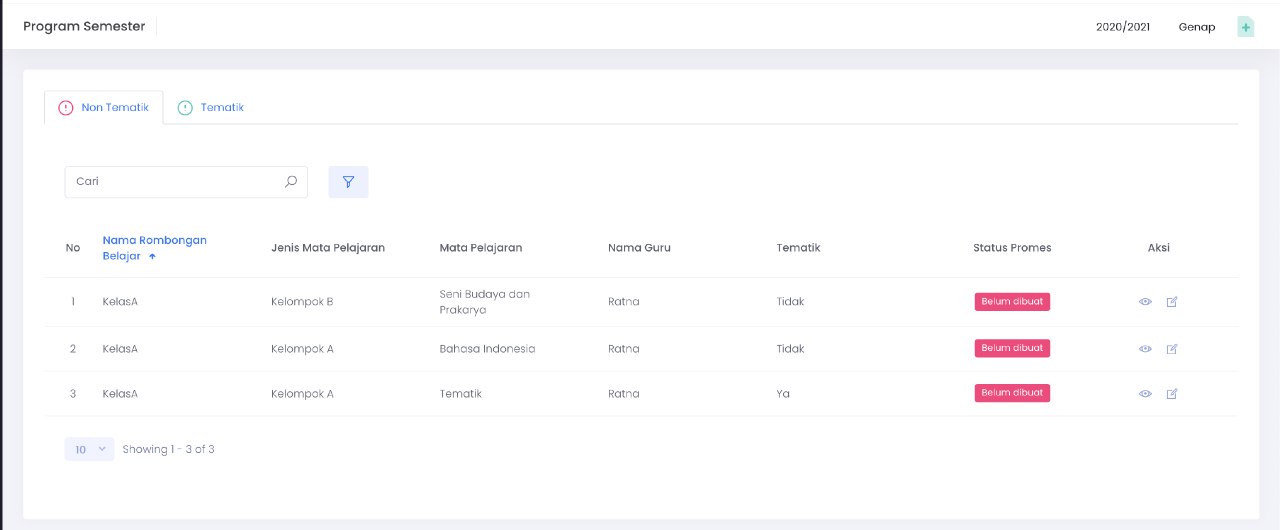 Program Semester
2020/2021 Genap
Non Tematik Tematik
Cari
No Nama Rombongan Belajar Jenis Mata Pelajaran Mata Pelajaran Nama Guru Tematik Status Promes Aksi
1 KelasA Kelompok B Seni Budaya dan Prakarya Ratna Tidak Belum dibuat
2 KelasA Kelompok A Bahasa Indonesia Ratna Tidak Belum dibuat
3 KelasA Kelompok A Tematik Ratna Ya Belum dibuat
10 Showing 1 - 3 of 3